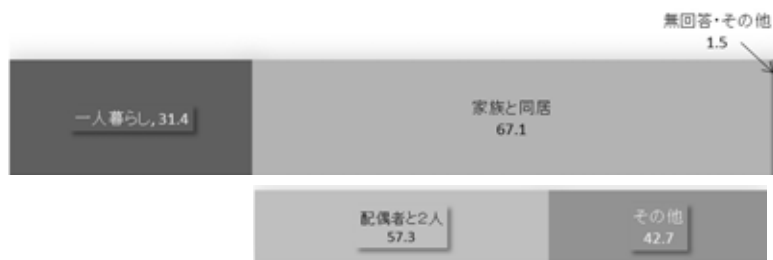 無回答・その他
1.5
一人暮らし, 31.4
家族と同居
67.1
配偶者と2人
57.3
その他
42.7